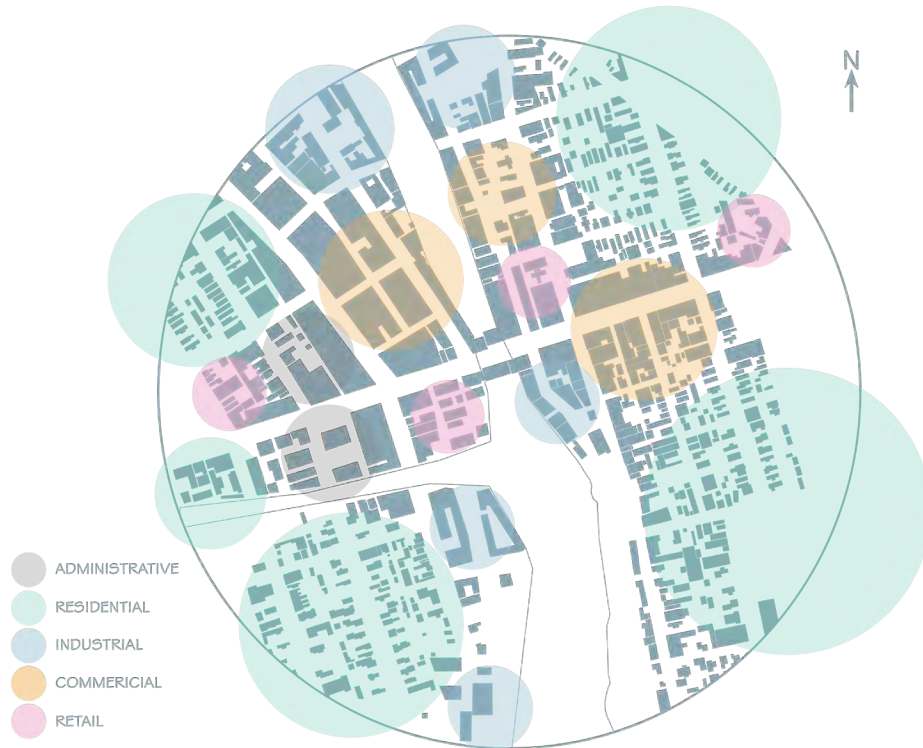 N
ADMINISTRATIVE
RESIDENTIAL
INDUSTRIAL
COMMERICIAL
RETAIL